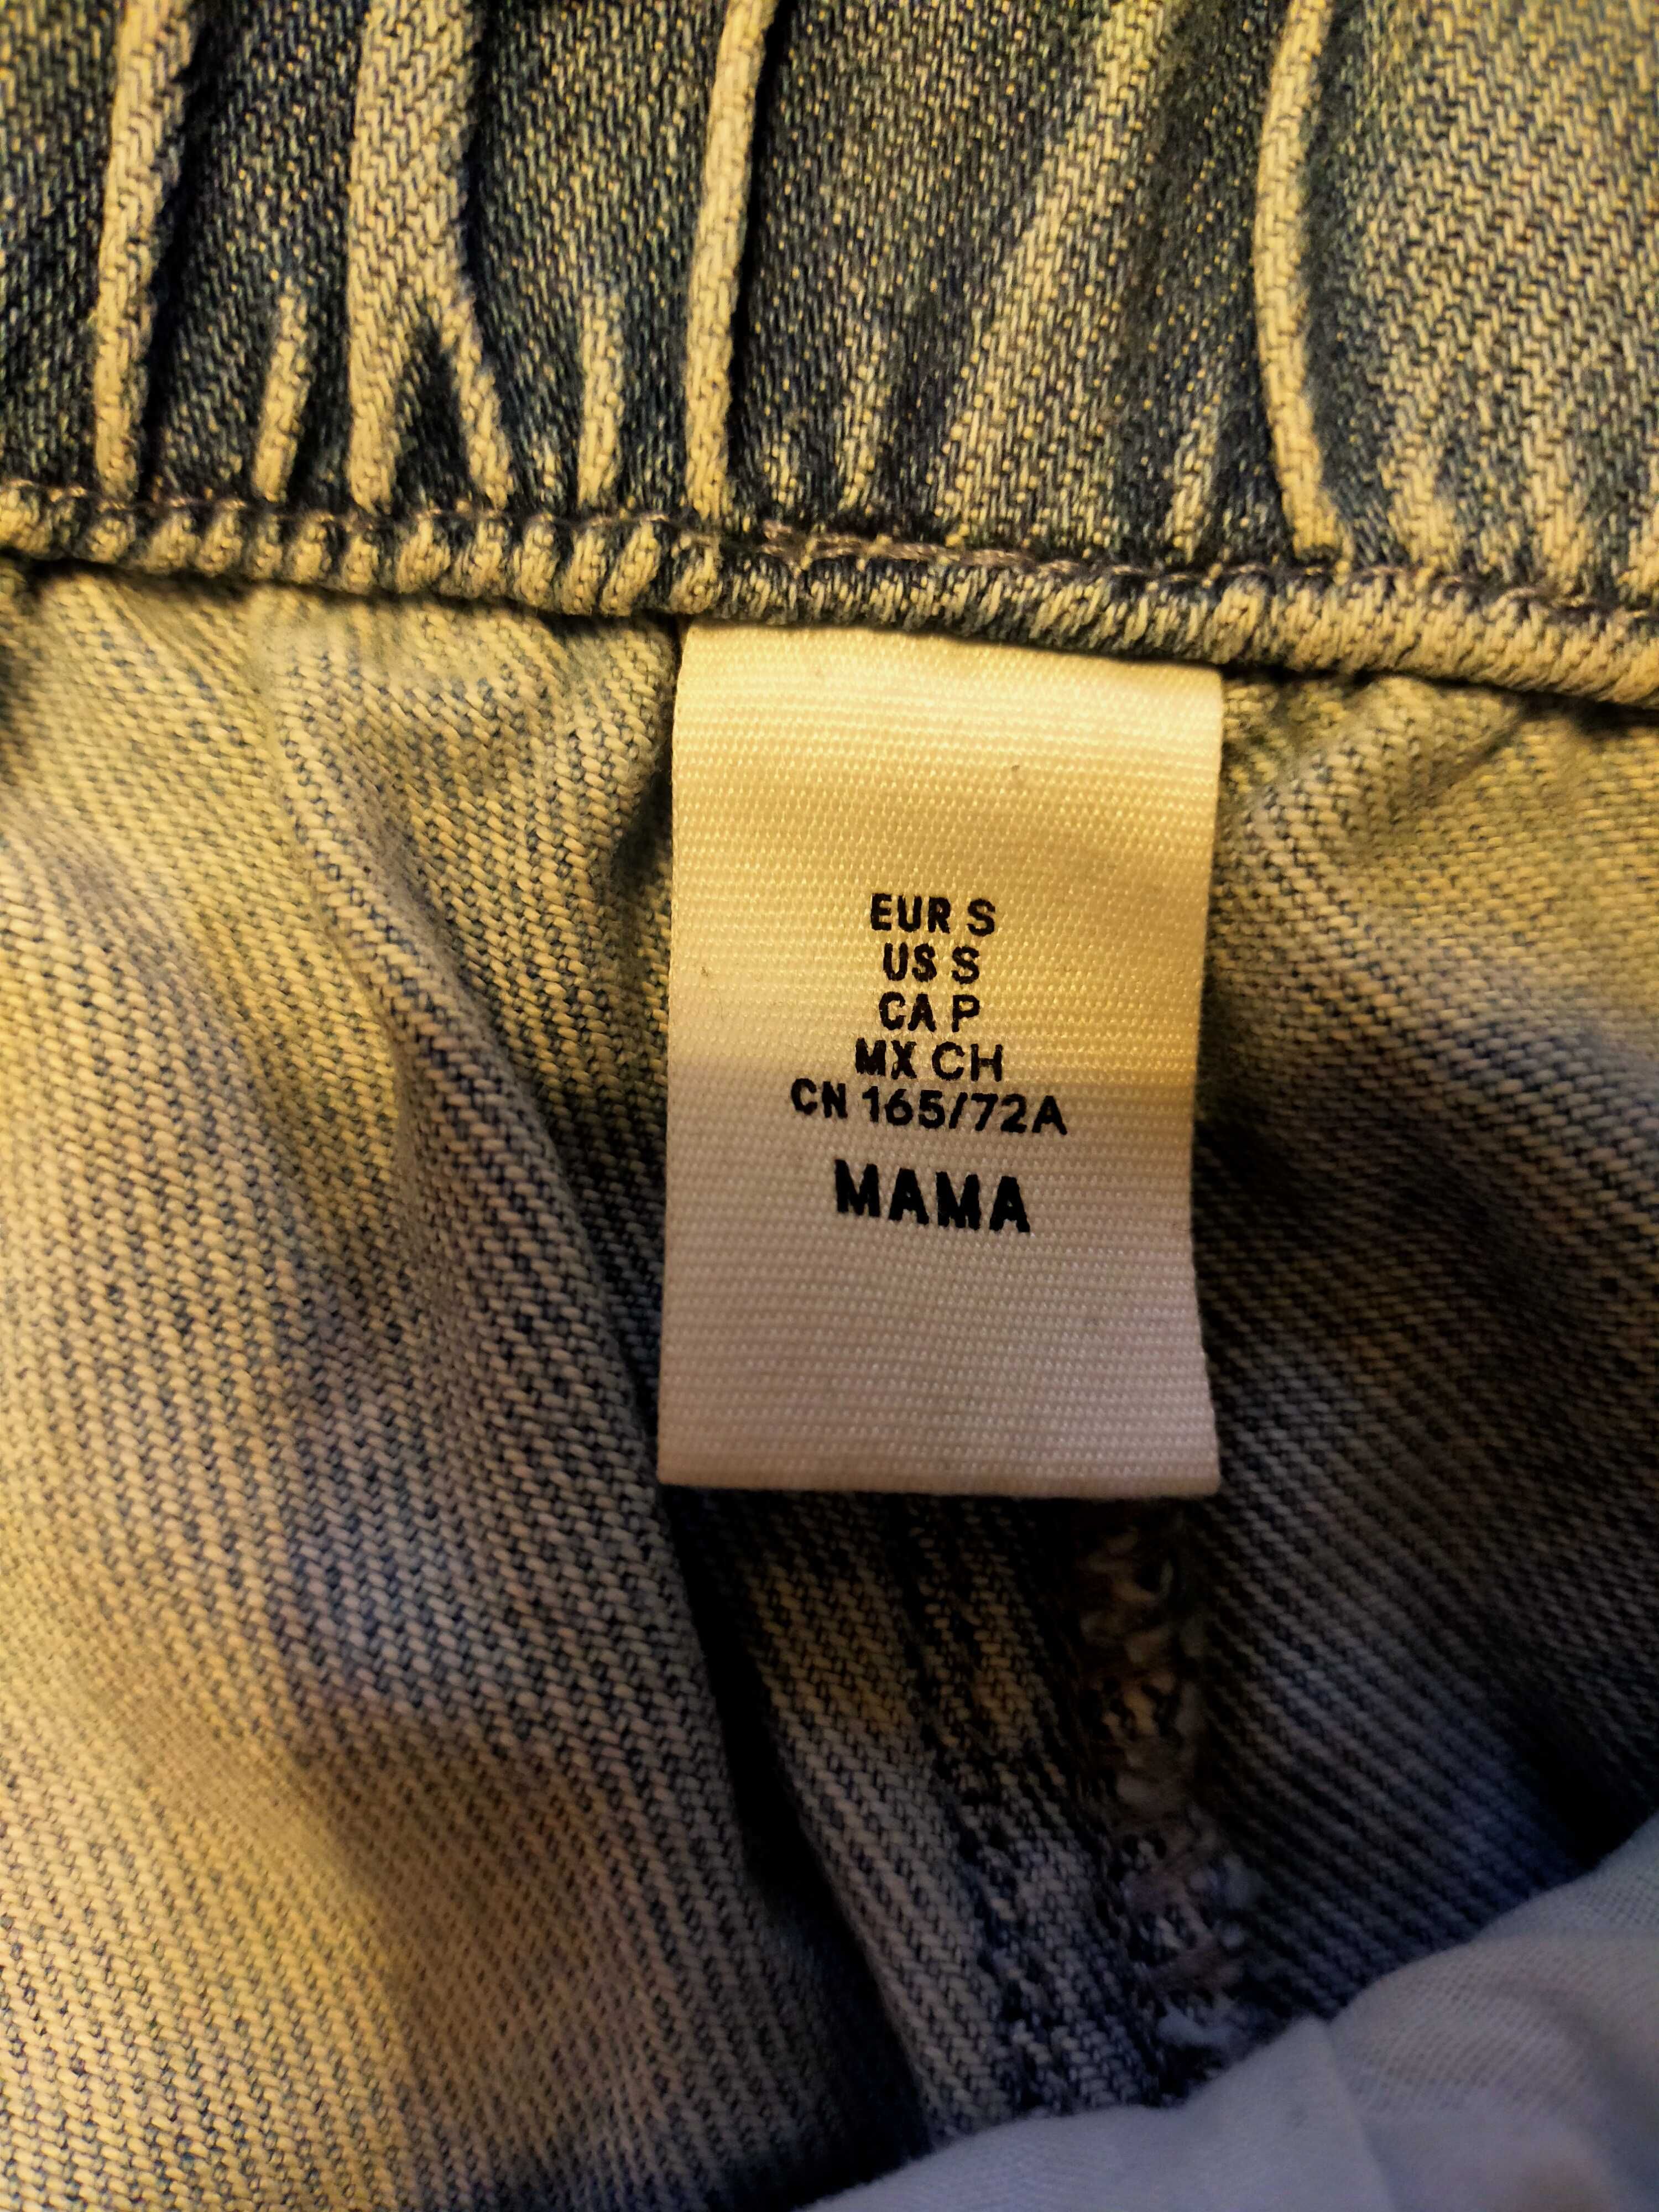 EUR S
US S
CA P
MX CH
CN 165/72A
MAMA